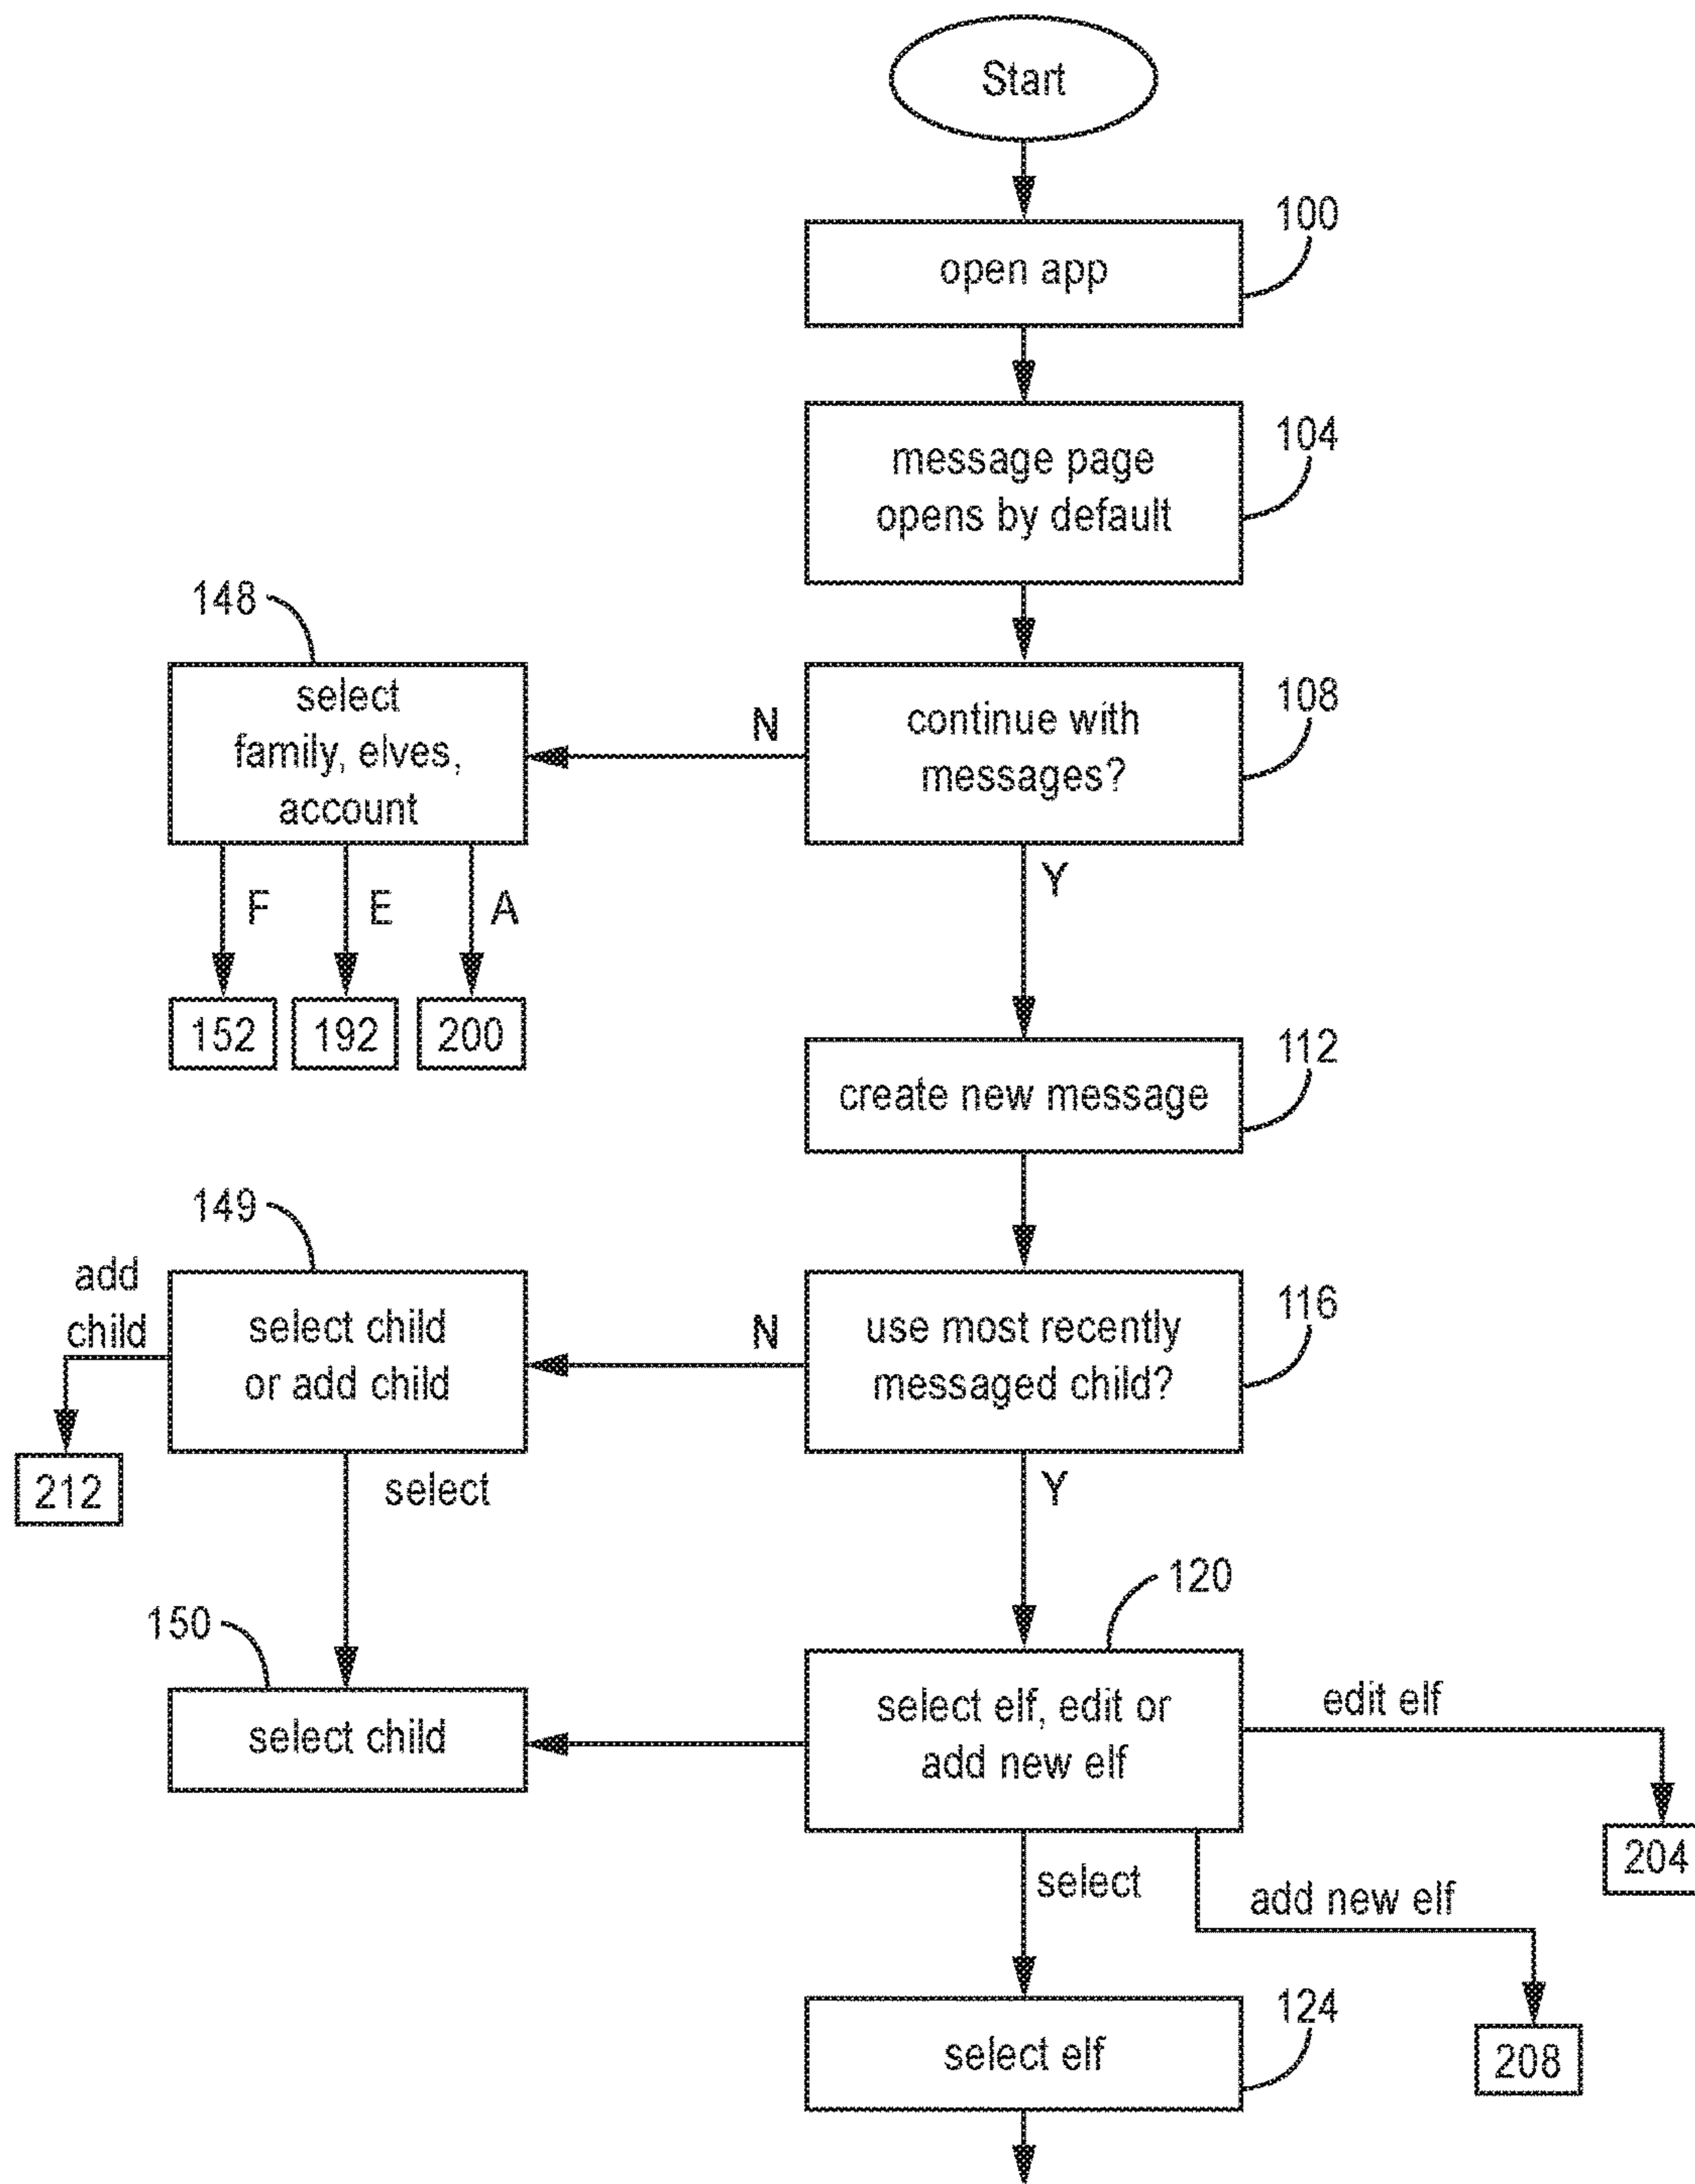 Start
100
open app
104
message page
opens by default
148
108
select
family, elves,
account
N
continue with
messages?
F
E
A
Y
152
192
200
112
create new message
149
add
child
select child
or add child
N
116
use most recently
messaged child?
212
select
Y
120
150
select child
select elf, edit or
add new elf
edit elf
204
select
add new elf
124
select elf
208